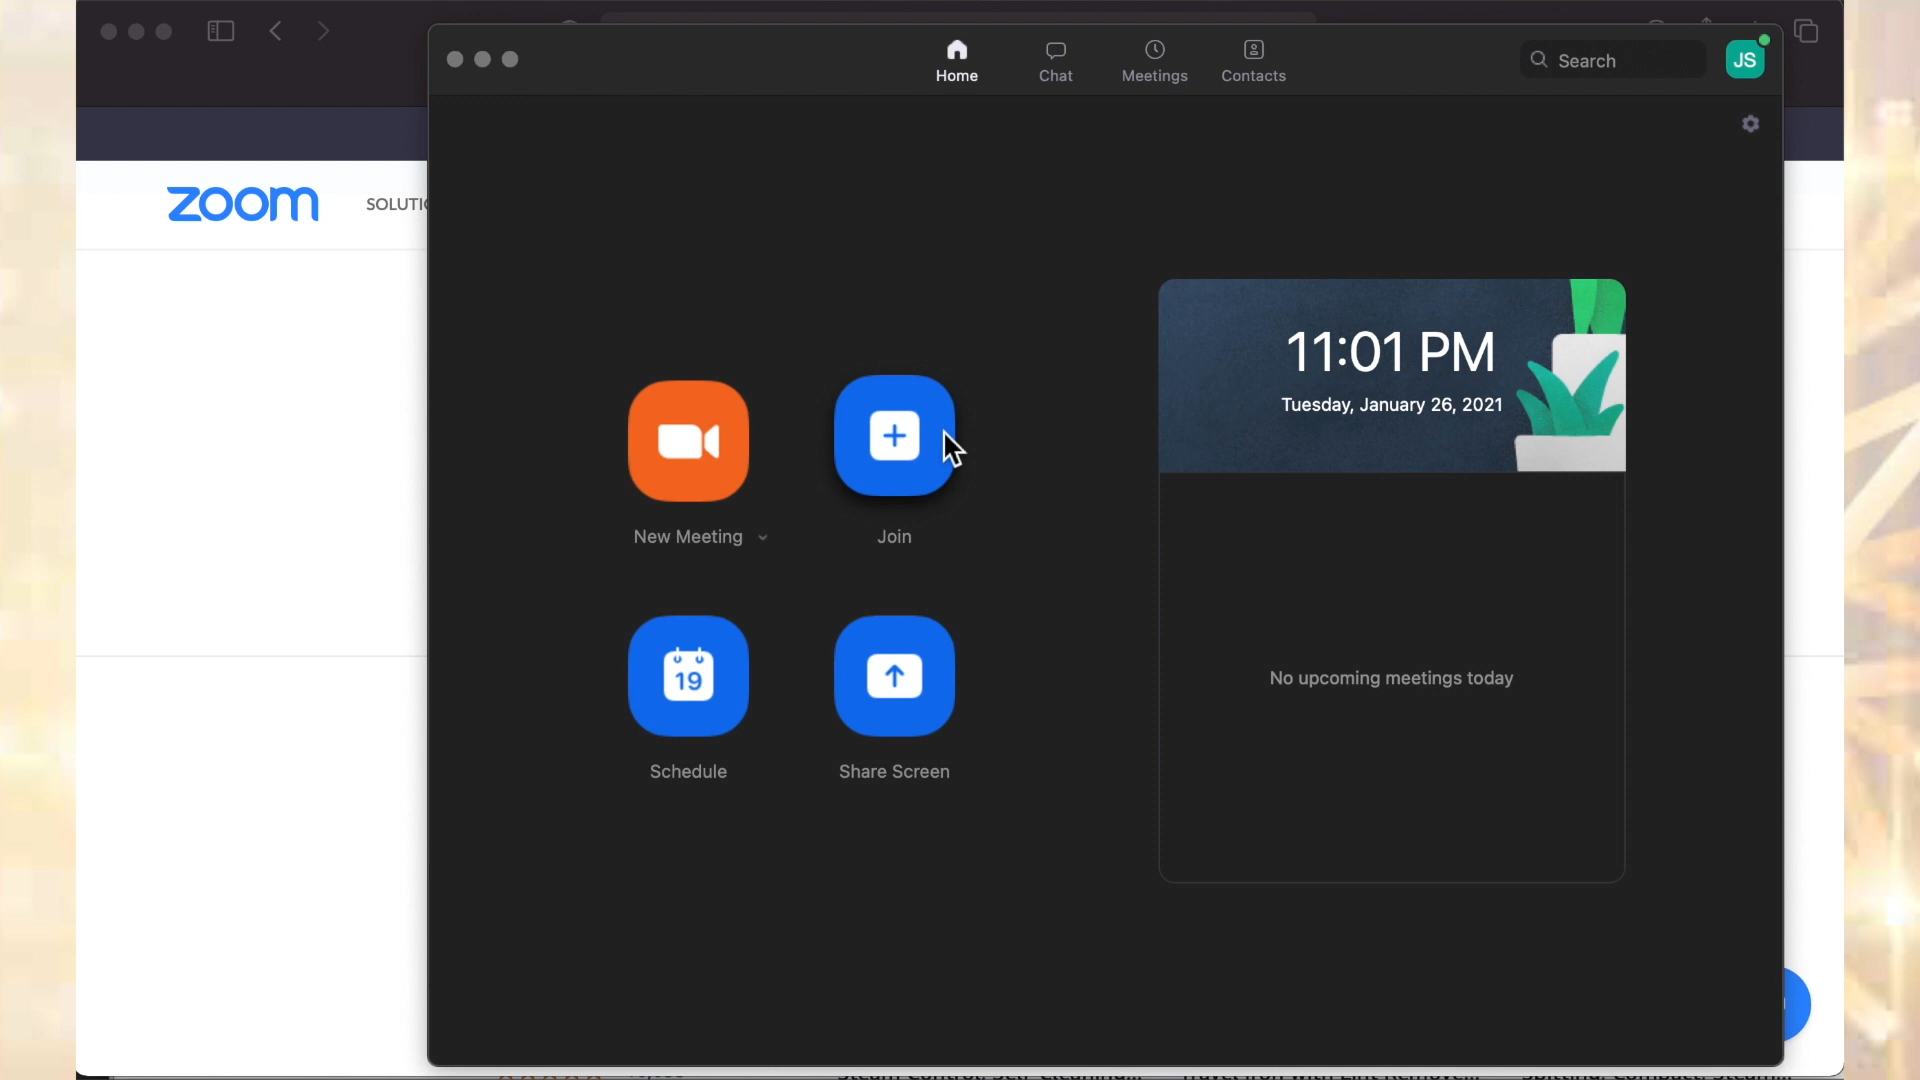 Home
Chat
Meetings
Contacts
Search
JS
zoom
SOLUTIO
11:01 PM
Tuesday, January 26, 2021
New Meeting
Join
19
Schedule
Share Screen
No upcoming meetings today